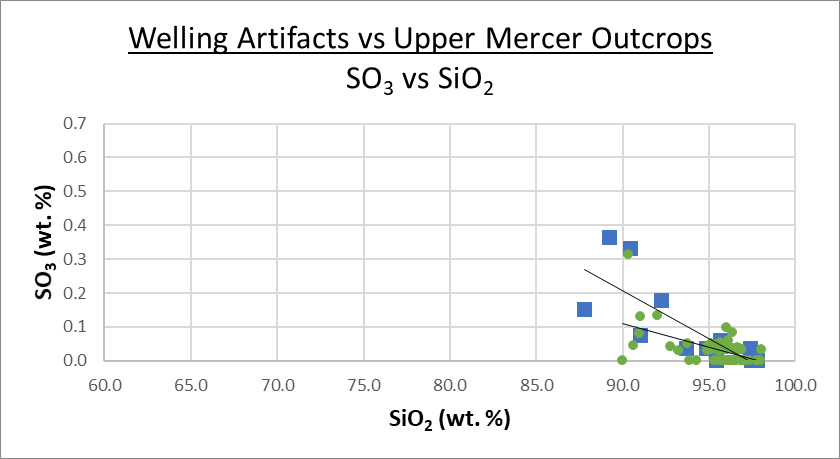 Welling Artifacts vs Upper Mercer Outcrops
SO₃ vs SiO₂
0.7
0.6
0.5
0.4
0.3
0.2
0.1
0.0
SO₃ (wt. %)
60.0 65.0 70.0 75.0 80.0 85.0 90.0 95.0 100.0
SiO₂ (wt. %)